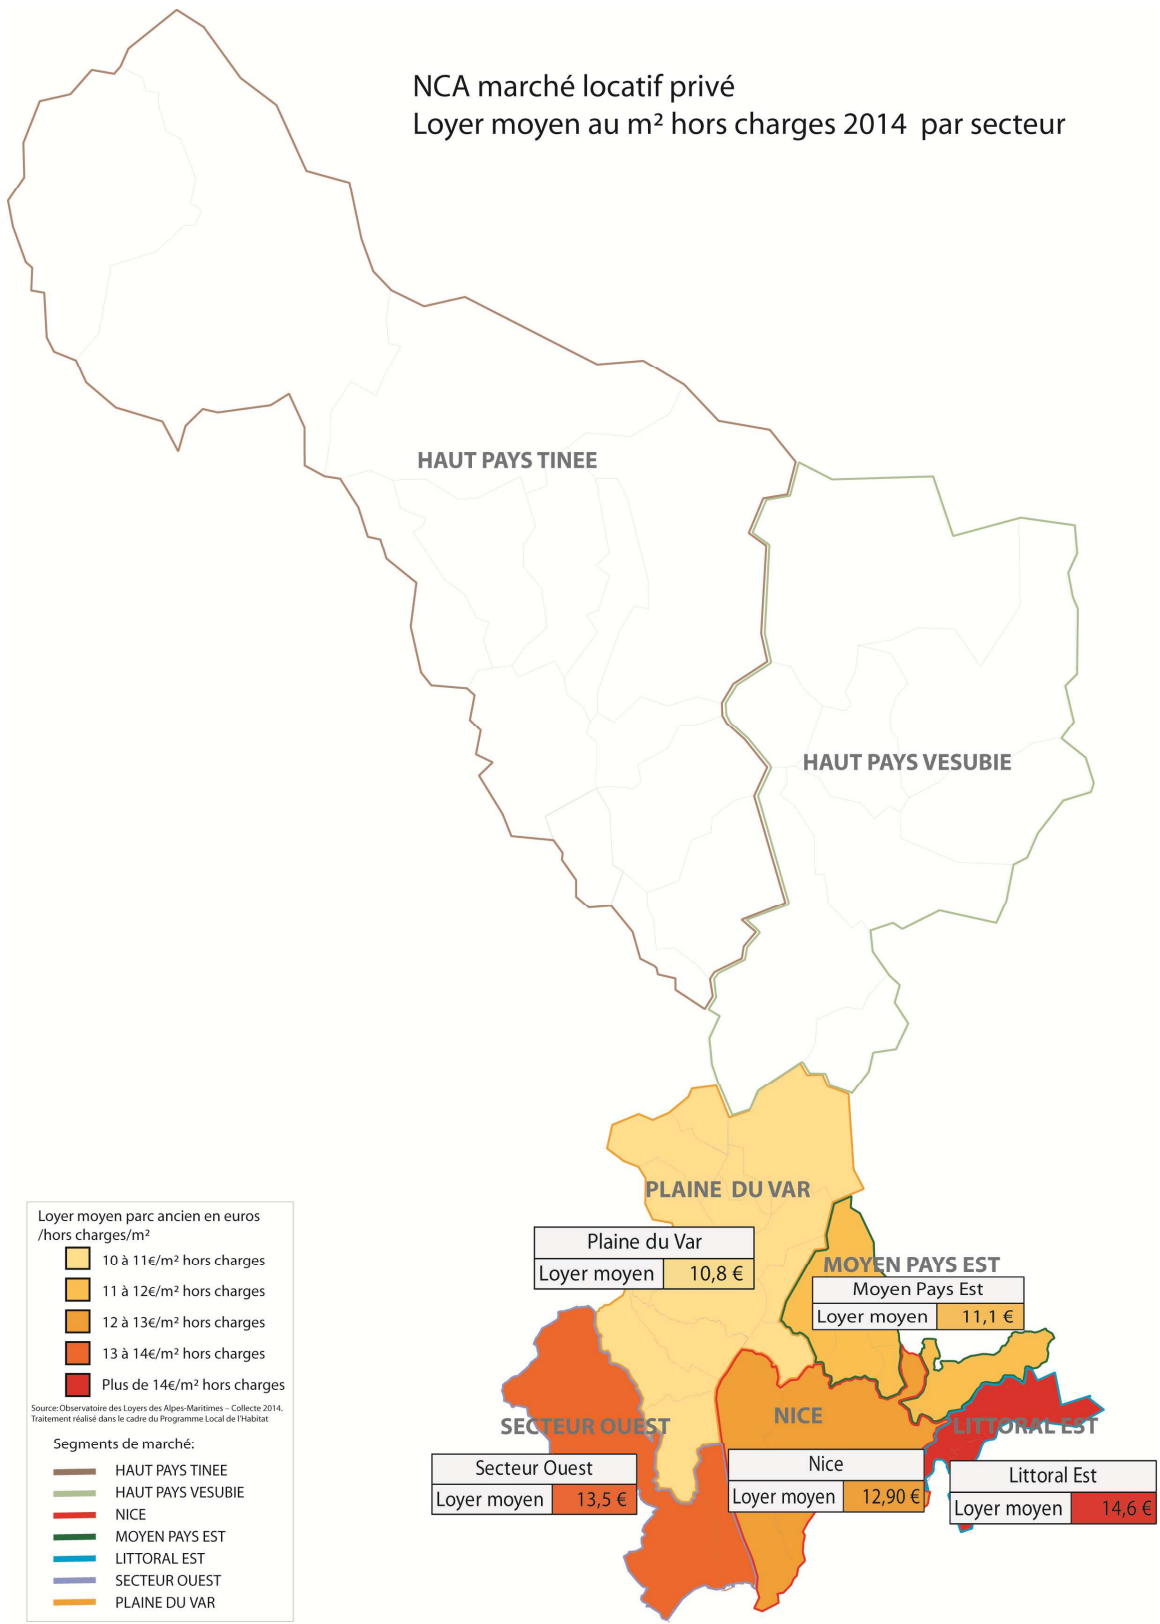 NCA marché locatif privé
Loyer moyen au m² hors charges 2014 par secteur
HAUT PAYS TINEE
HAUT PAYS VESUBIE
PLAINE DU VAR
Plaine du Var
Loyer moyen 10,8 €
MOYEN PAYS EST
Moyen Pays Est
Loyer moyen 11,1 €
SECTEUR OUEST
NICE
LITTORAL EST
Secteur Ouest
Loyer moyen 13,5 €
Nice
Loyer moyen 12,90 €
Littoral Est
Loyer moyen 14,6 €
Loyer moyen parc ancien en euros
/hors charges/m²
10 à 11€/m² hors charges
11 à 12€/m² hors charges
12 à 13€/m² hors charges
13 à 14€/m² hors charges
Plus de 14€/m² hors charges
Source: Observatoire des Loyers des Alpes-Maritimes – Collecte 2014.
Traitement réalisé dans le cadre du Programme Local de l'Habitat
Segments de marché:
HAUT PAYS TINEE
HAUT PAYS VESUBIE
NICE
MOYEN PAYS EST
LITTORAL EST
SECTEUR OUEST
PLAINE DU VAR